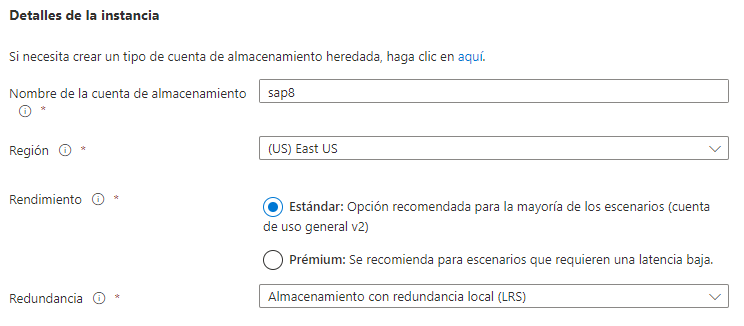 Detalles de la instancia
Si necesita crear un tipo de cuenta de almacenamiento heredada, haga clic en aquí.
Nombre de la cuenta de almacenamiento
*
sap8
Región *
(US) East US
Rendimiento *
Estándar: Opción recomendada para la mayoría de los escenarios (cuenta
de uso general v2)
Prémium: Se recomienda para escenarios que requieren una latencia baja.
Redundancia *
Almacenamiento con redundancia local (LRS)